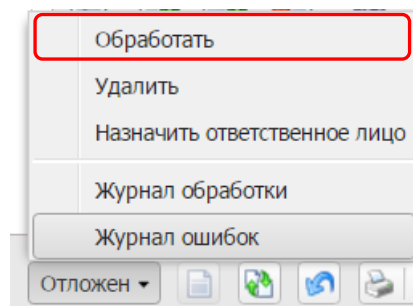 Обработать
Удалить
Назначить ответственное лицо
Журнал обработки
Журнал ошибок
Отложен